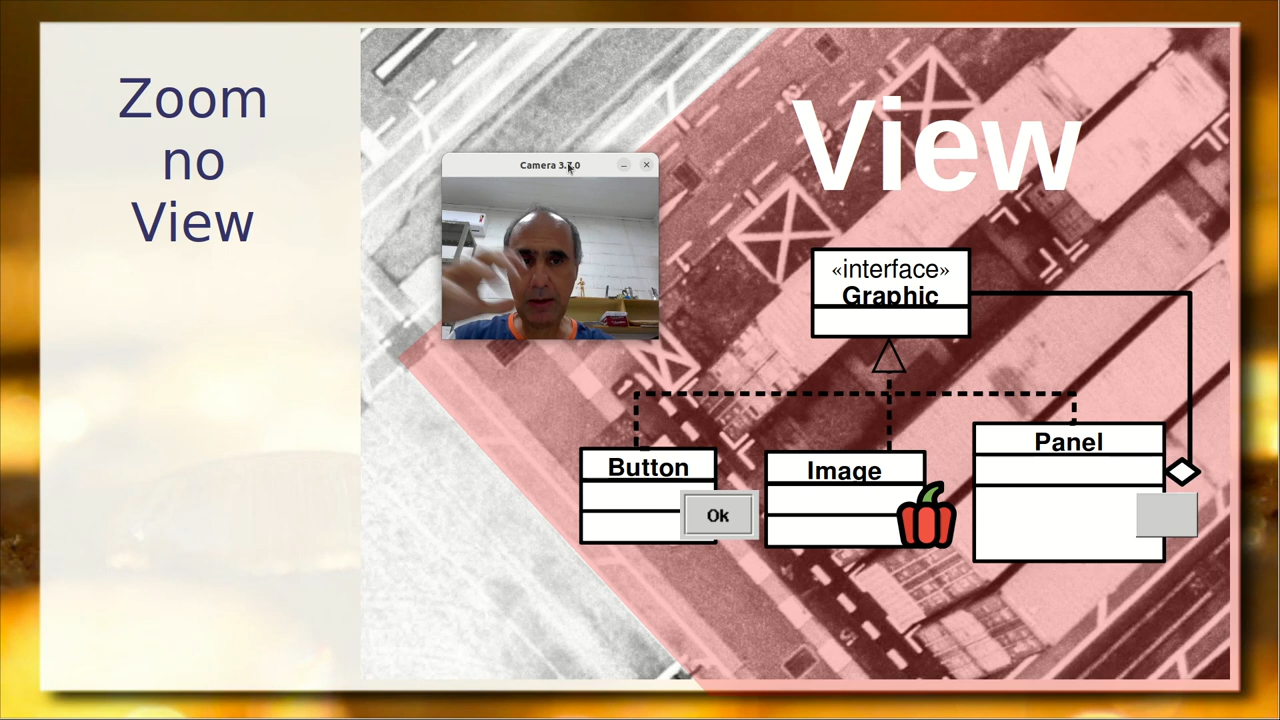 Zoom
no
View
View
Camera 3.7.0
«interface»
Graphic
Button
Image
Panel
Ok